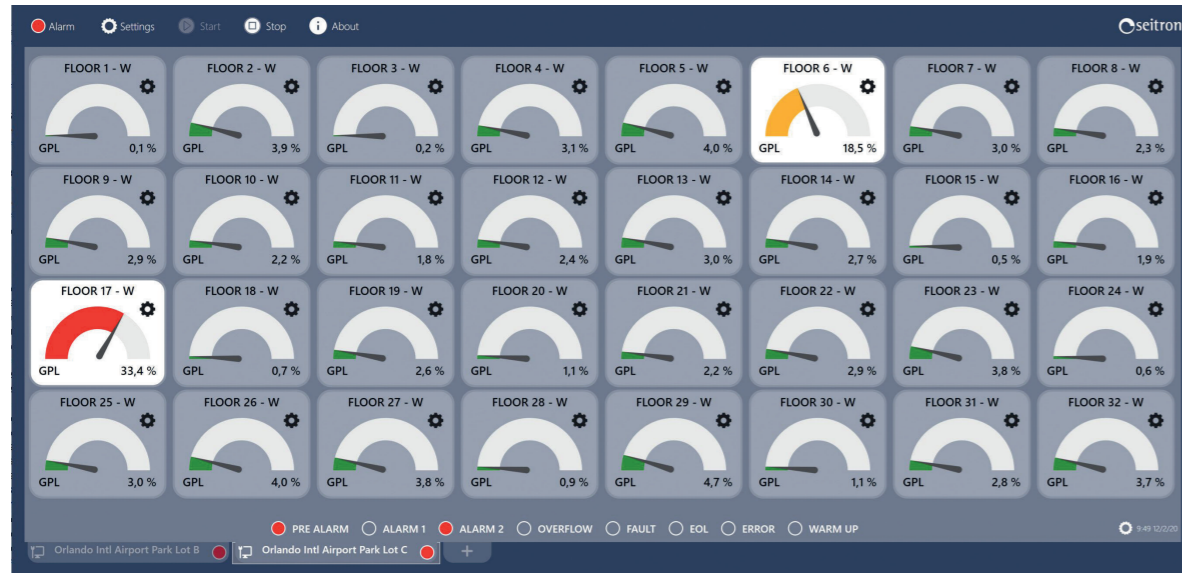 Alarm Settings Start Stop About seitron
FLOOR 1 - W FLOOR 2 - W FLOOR 3 - W FLOOR 4 - W FLOOR 5 - W FLOOR 6 - W FLOOR 7 - W FLOOR 8 - W
GPL 0,1 % GPL 3,9 % GPL 0,2 % GPL 3,1 % GPL 4,0 % GPL 18,5 % GPL 3,0 % GPL 2,3 %
FLOOR 9 - W FLOOR 10 - W FLOOR 11 - W FLOOR 12 - W FLOOR 13 - W FLOOR 14 - W FLOOR 15 - W FLOOR 16 - W
GPL 2,9 % GPL 2,2 % GPL 1,8 % GPL 2,4 % GPL 3,0 % GPL 2,7 % GPL 0,5 % GPL 1,9 %
FLOOR 17 - W FLOOR 18 - W FLOOR 19 - W FLOOR 20 - W FLOOR 21 - W FLOOR 22 - W FLOOR 23 - W FLOOR 24 - W
GPL 33,4 % GPL 0,7 % GPL 2,6 % GPL 1,1 % GPL 2,2 % GPL 2,9 % GPL 3,8 % GPL 0,6 %
FLOOR 25 - W FLOOR 26 - W FLOOR 27 - W FLOOR 28 - W FLOOR 29 - W FLOOR 30 - W FLOOR 31 - W FLOOR 32 - W
GPL 3,0 % GPL 4,0 % GPL 3,8 % GPL 0,9 % GPL 4,7 % GPL 1,1 % GPL 2,8 % GPL 3,7 %
PRE ALARM ALARM 1 ALARM 2 OVERFLOW FAULT EOL ERROR WARM UP 9:49 12/2/20
Orlando Intl Airport Park Lot B Orlando Intl Airport Park Lot C +